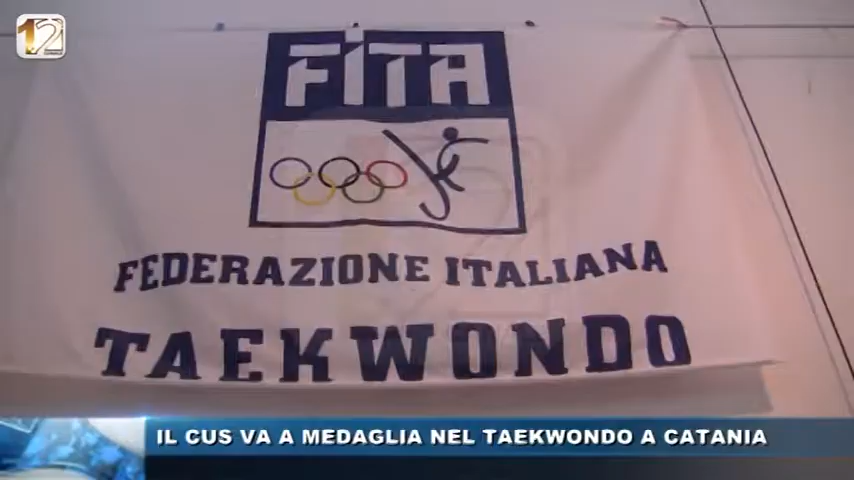 12
FITA
FEDERAZIONE ITALIANA
TAEKWONDO
IL CUS VA A MEDAGLIA NEL TAEKWONDO A CATANIA